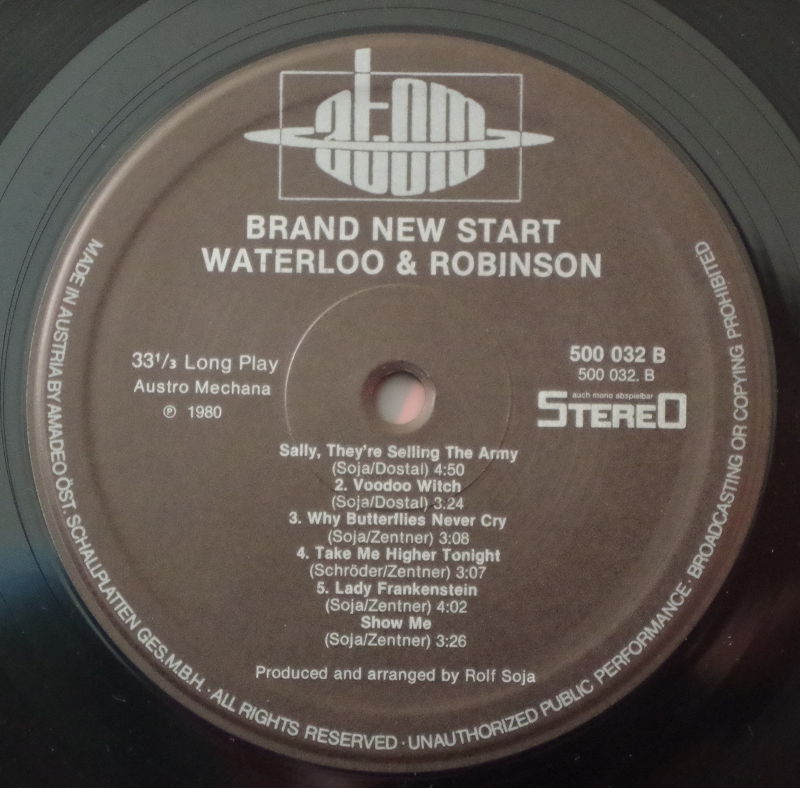 atom
BRAND NEW START
WATERLOO & ROBINSON
33¹/₃ Long Play
Austro Mechana
℗ 1980
500 032 B
500 032. B
auch mono abspielbar
STEREO
Sally, They're Selling The Army
(Soja/Dostal) 4:50
2. Voodoo Witch
(Soja/Dostal) 3:24
3. Why Butterflies Never Cry
(Soja/Zentner) 3:08
4. Take Me Higher Tonight
(Schröder/Zentner) 3:07
5. Lady Frankenstein
(Soja/Zentner) 4:02
Show Me
(Soja/Zentner) 3:26
Produced and arranged by Rolf Soja
MADE IN AUSTRIA BY AMADEO ÖST. SCHALLPLATTEN GES.M.B.H. · ALL RIGHTS RESERVED · UNAUTHORIZED PUBLIC PERFORMANCE · BROADCASTING OR COPYING PROHIBITED